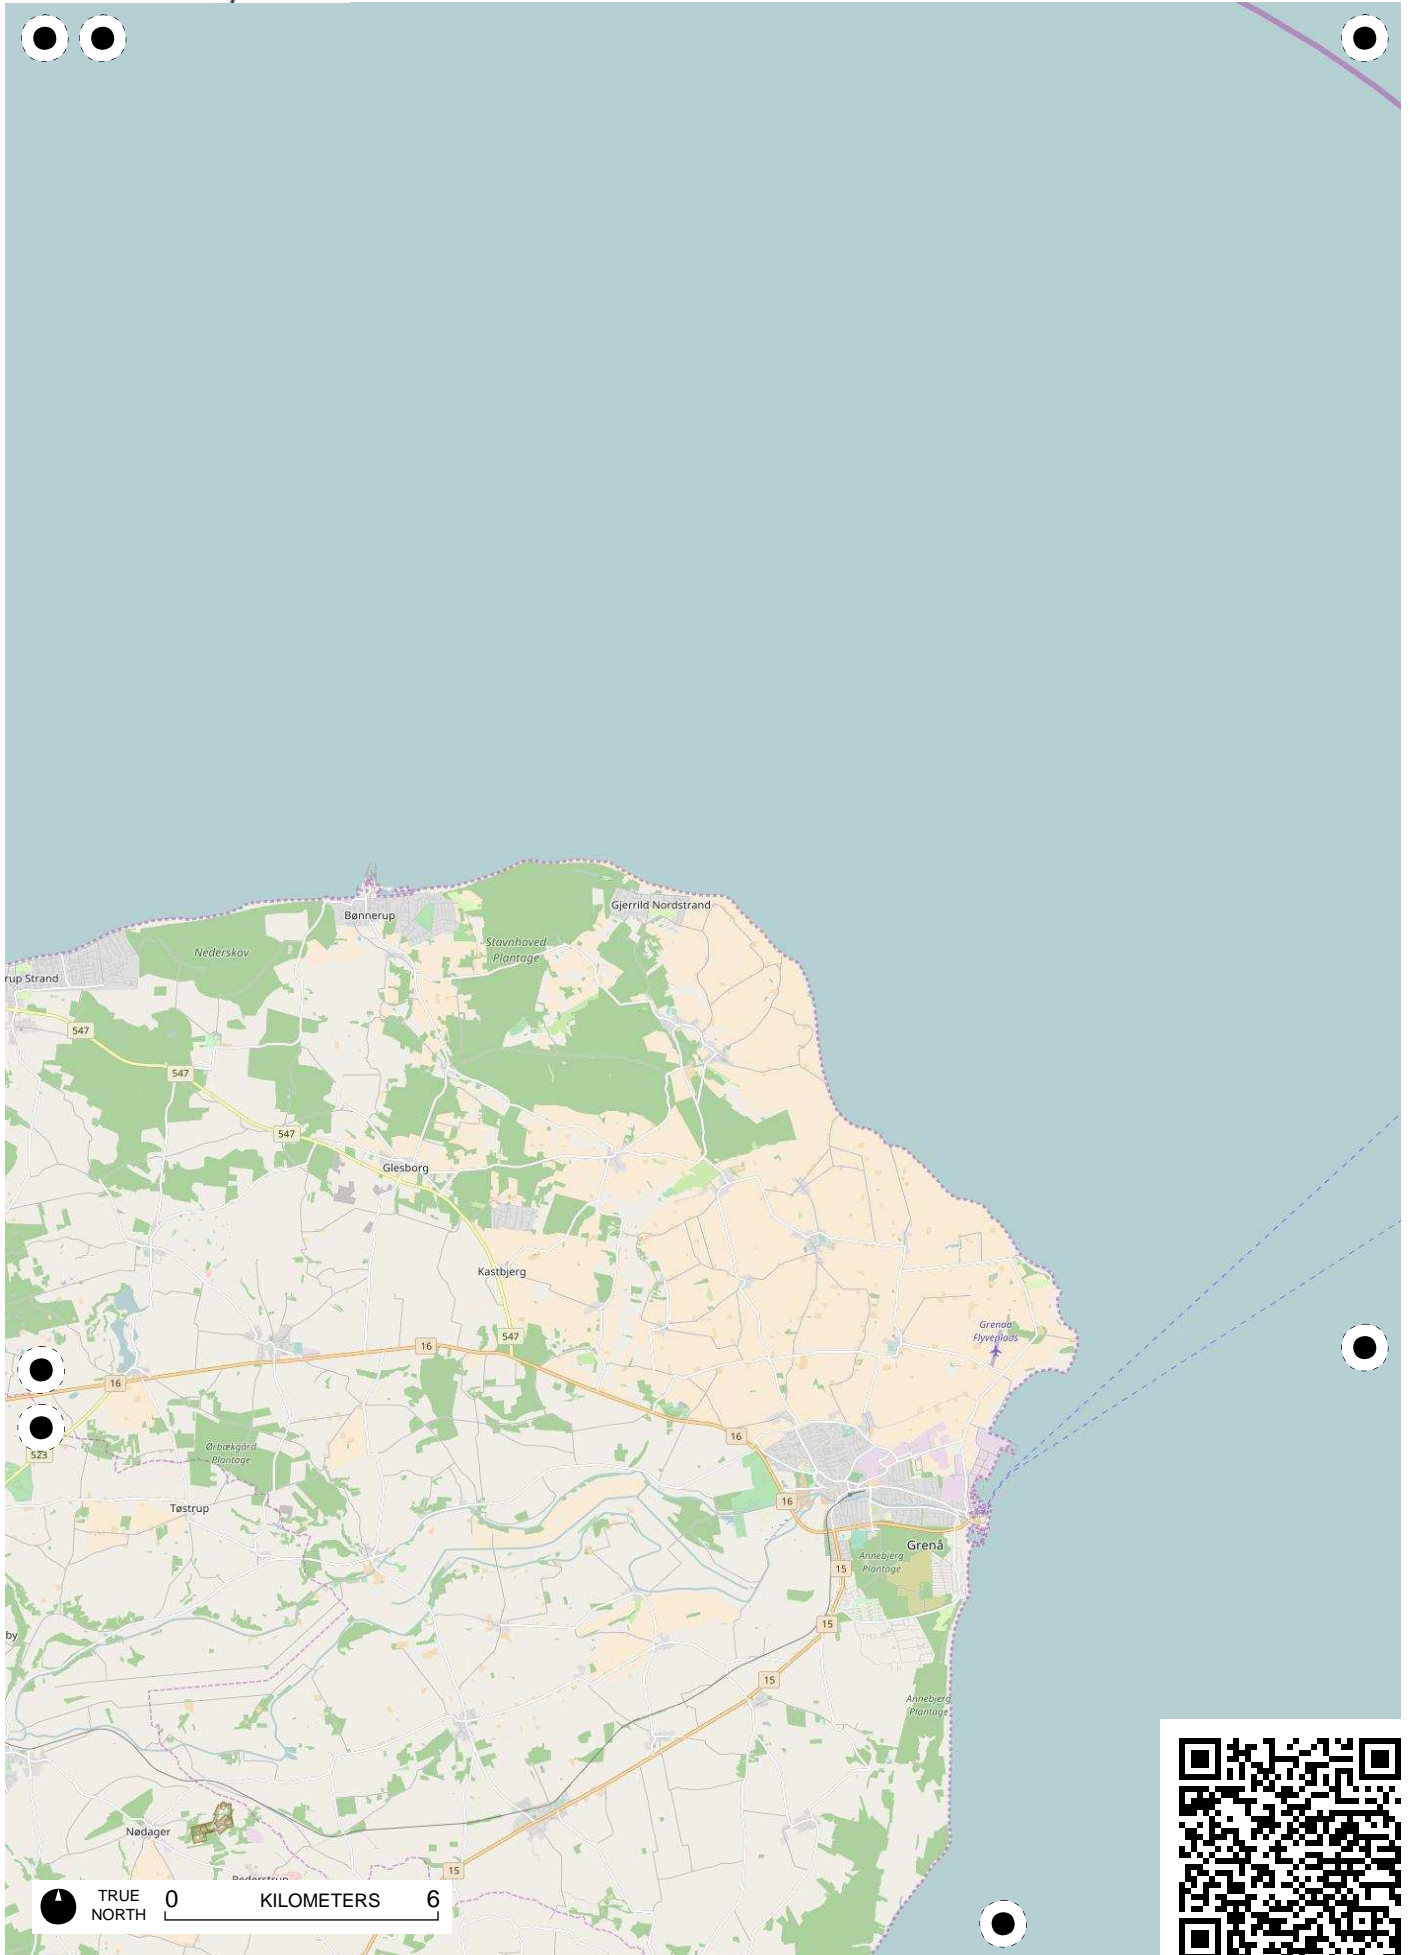 Bønnerup
Gjerrild Nordstrand
Stavnhoved
Plantage
Nederskov
rup Strand
547
547
547
Glesborg
Kastbjerg
547
Grenaa
Flyveplads
16
16
16
523
Ørbækgård
Plantage
16
Tøstrup
Grenå
Annebjerg
Plantage
15
15
by
15
Annebjerg
Plantage
Nødager
15
Pederstrup
TRUE
NORTH
0 KILOMETERS 6